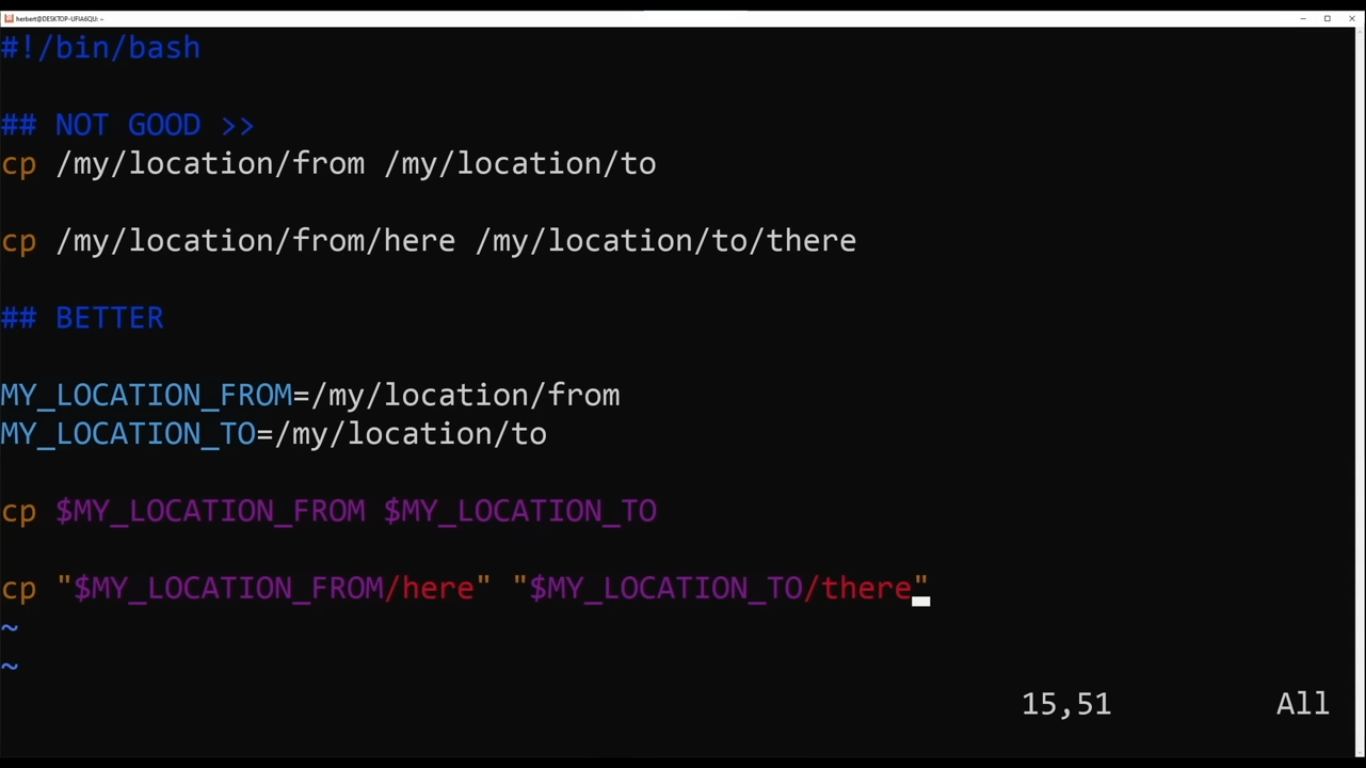 herbert@DESKTOP-UFIA6QU: ~
#!/bin/bash
## NOT GOOD >>
cp /my/location/from /my/location/to
cp /my/location/from/here /my/location/to/there
## BETTER
MY_LOCATION_FROM=/my/location/from
MY_LOCATION_TO=/my/location/to
cp $MY_LOCATION_FROM $MY_LOCATION_TO
cp "$MY_LOCATION_FROM/here" "$MY_LOCATION_TO/there"
~
~
15,51 All